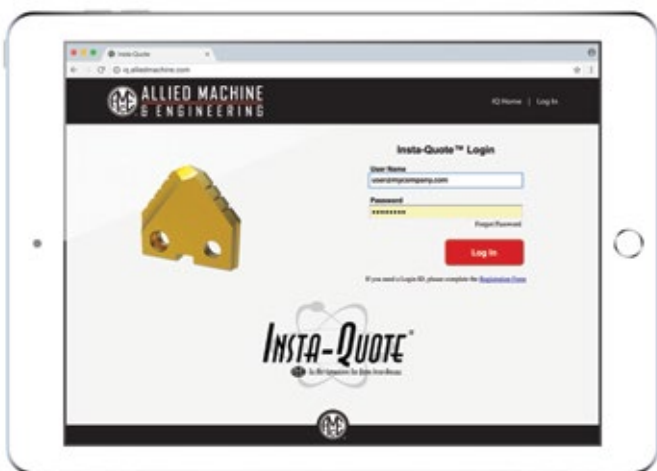 Insta-Quote
iq.alliedmachine.com
AMEC
ALLIED MACHINE
& ENGINEERING
IQ Home | Log In
Insta-Quote™ Login
User Name
user@mycompany.com
Password
Forgot Password
Log In
If you need a Login ID, please complete the Registration Form
INSTA-QUOTE®